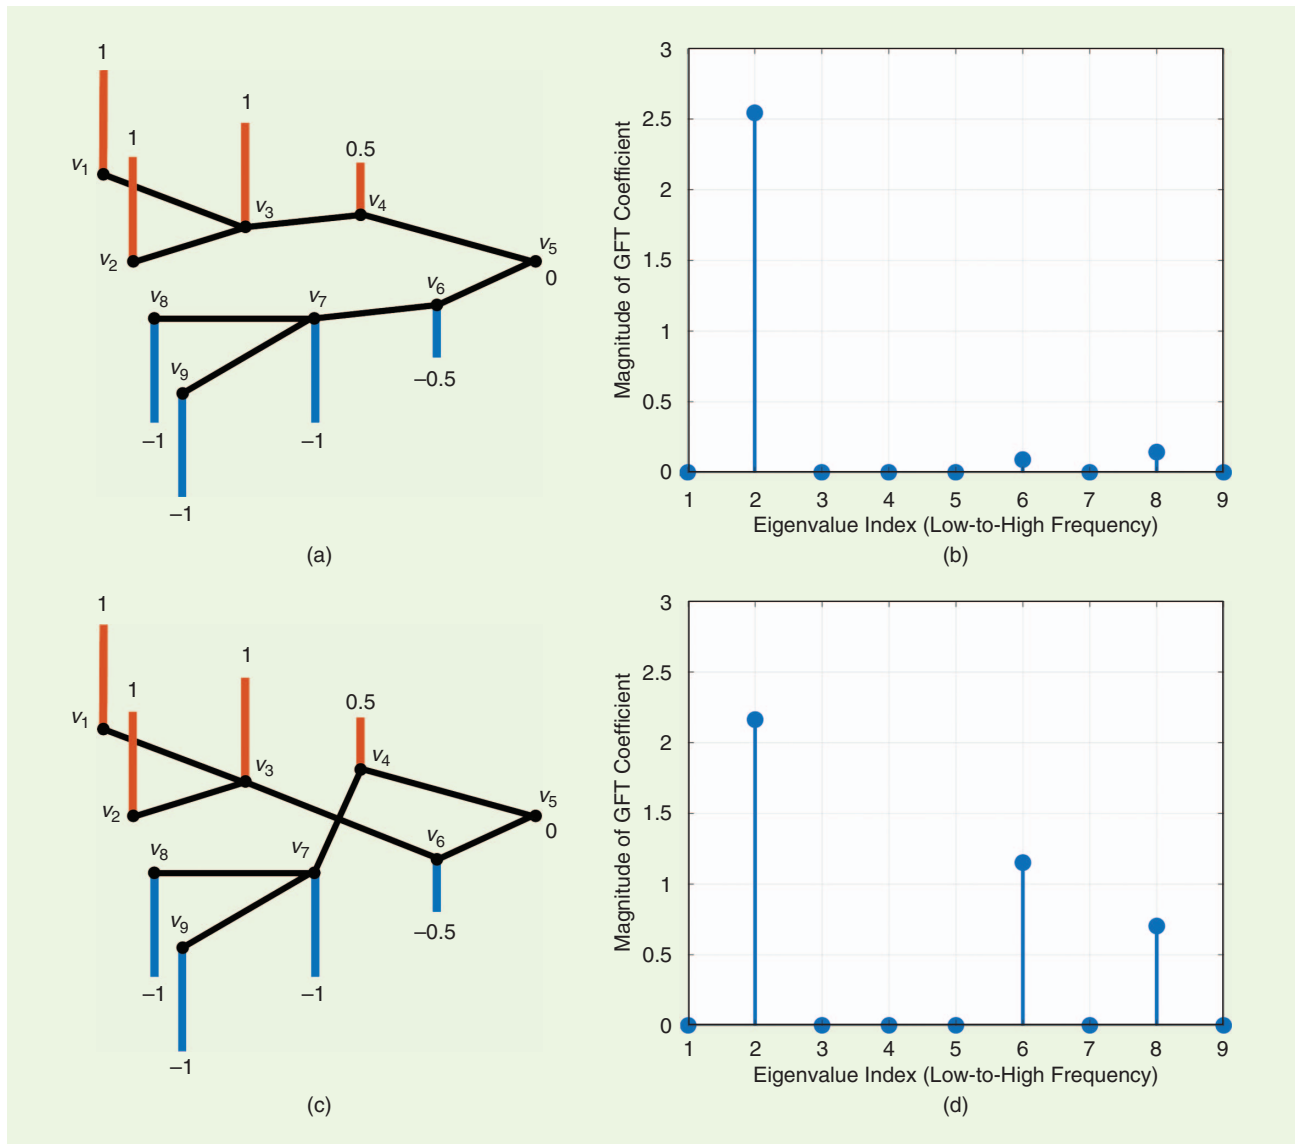 1
1
1
0.5
v1
v3
v4
v2
v5
0
v8
v7
v6
v9
–0.5
–1
–1
–1
(a)
3
2.5
2
1.5
1
0.5
0
Magnitude of GFT Coefficient
1 2 3 4 5 6 7 8 9
Eigenvalue Index (Low-to-High Frequency)
(b)
1
1
1
0.5
v1
v3
v4
v2
v5
0
v8
v7
v6
v9
–0.5
–1
–1
–1
(c)
3
2.5
2
1.5
1
0.5
0
Magnitude of GFT Coefficient
1 2 3 4 5 6 7 8 9
Eigenvalue Index (Low-to-High Frequency)
(d)